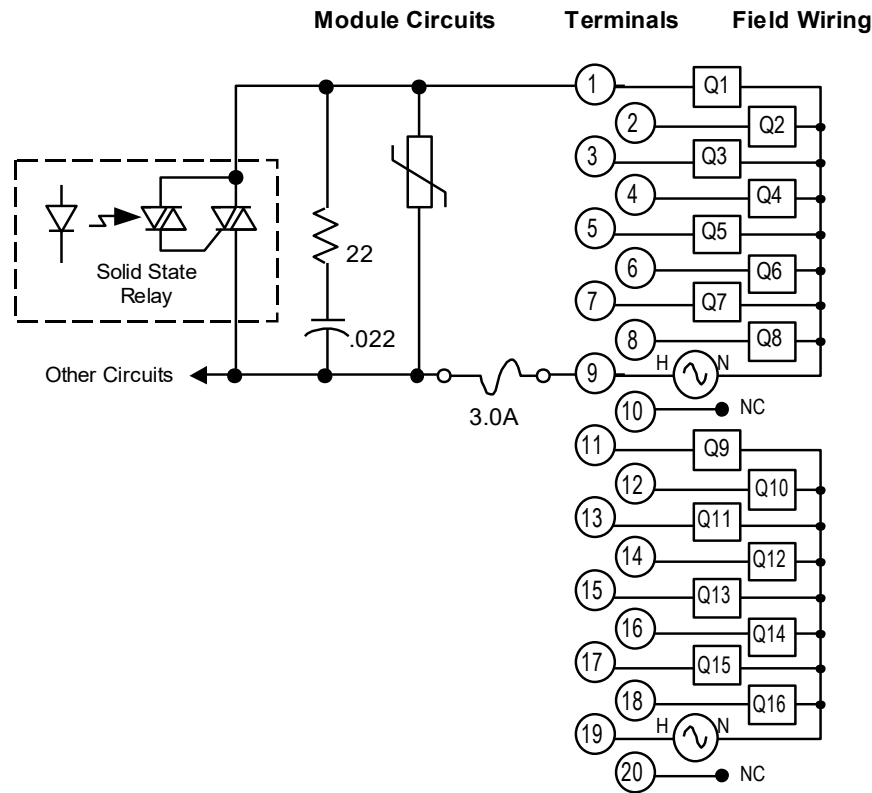 Module Circuits Terminals Field Wiring
1 Q1
2 Q2
3 Q3
4 Q4
5 Q5
6 Q6
7 Q7
8 Q8
Solid State
Relay
22
.022
Other Circuits
3.0A
9 H N
10 NC
11 Q9
12 Q10
13 Q11
14 Q12
15 Q13
16 Q14
17 Q15
18 Q16
19 H N
20 NC